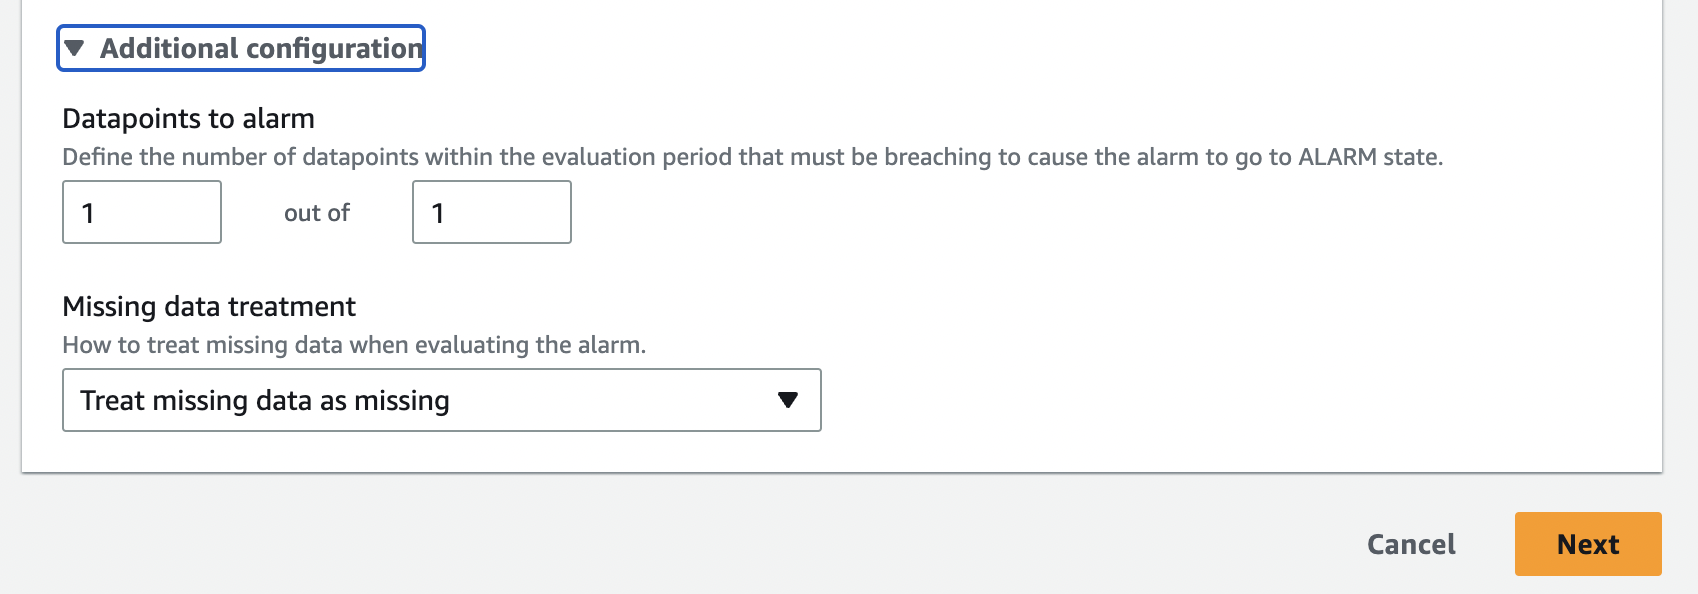 Additional configuration
Datapoints to alarm
Define the number of datapoints within the evaluation period that must be breaching to cause the alarm to go to ALARM state.
1 out of 1
Missing data treatment
How to treat missing data when evaluating the alarm.
Treat missing data as missing
Cancel Next